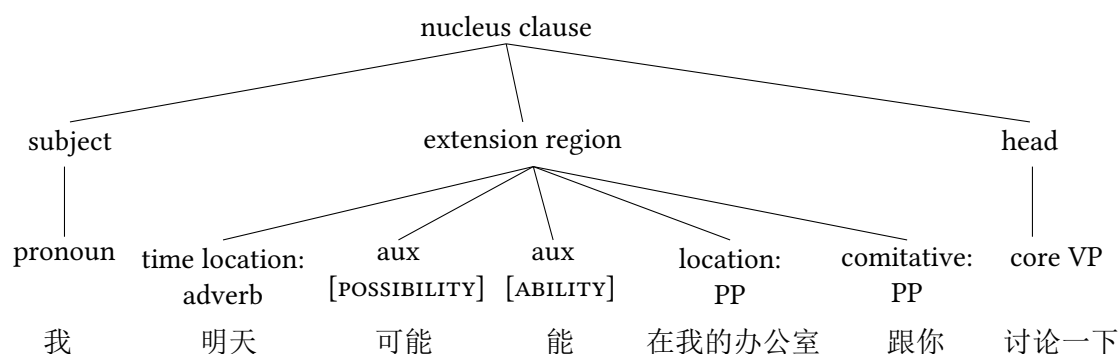 nucleus clause
subject extension region head
pronoun time location: aux aux location: comitative: core VP
adverb [POSSIBILITY] [ABILITY] PP PP
我 明天 可能 能 在我的办公室 跟你 讨论一下